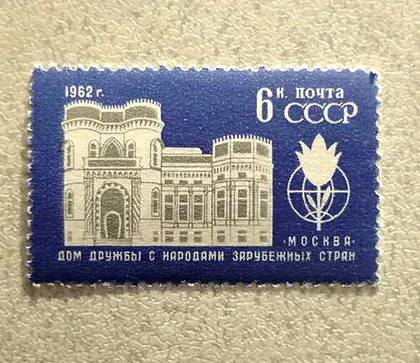 1962 г.
6 к. почта
СССР
·МОСКВА·
ДОМ ДРУЖБЫ С НАРОДАМИ ЗАРУБЕЖНЫХ СТРАН